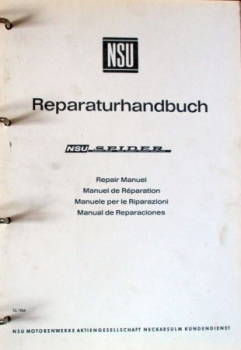 NSU
Reparaturhandbuch
NSU SPIDER
Repair Manuel
Manuel de Réparation
Manuele per le Riparazioni
Manual de Reparaciones
NSU MOTORENWERKE AKTIENGESELLSCHAFT NECKARSULM KUNDENDIENST